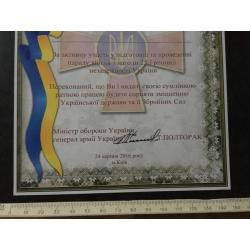 За активну участь у підготовці та проведенні
параду військ з нагоди 25-ї річниці
незалежності України
Переконаний, що Ви і надалі своєю сумлінною
ратною працею будете сприяти зміцненню
Української держави та її Збройних Сил
Міністр оборони України
генерал армії України С.ПОЛТОРАК
24 серпня 2016 року
м.Київ